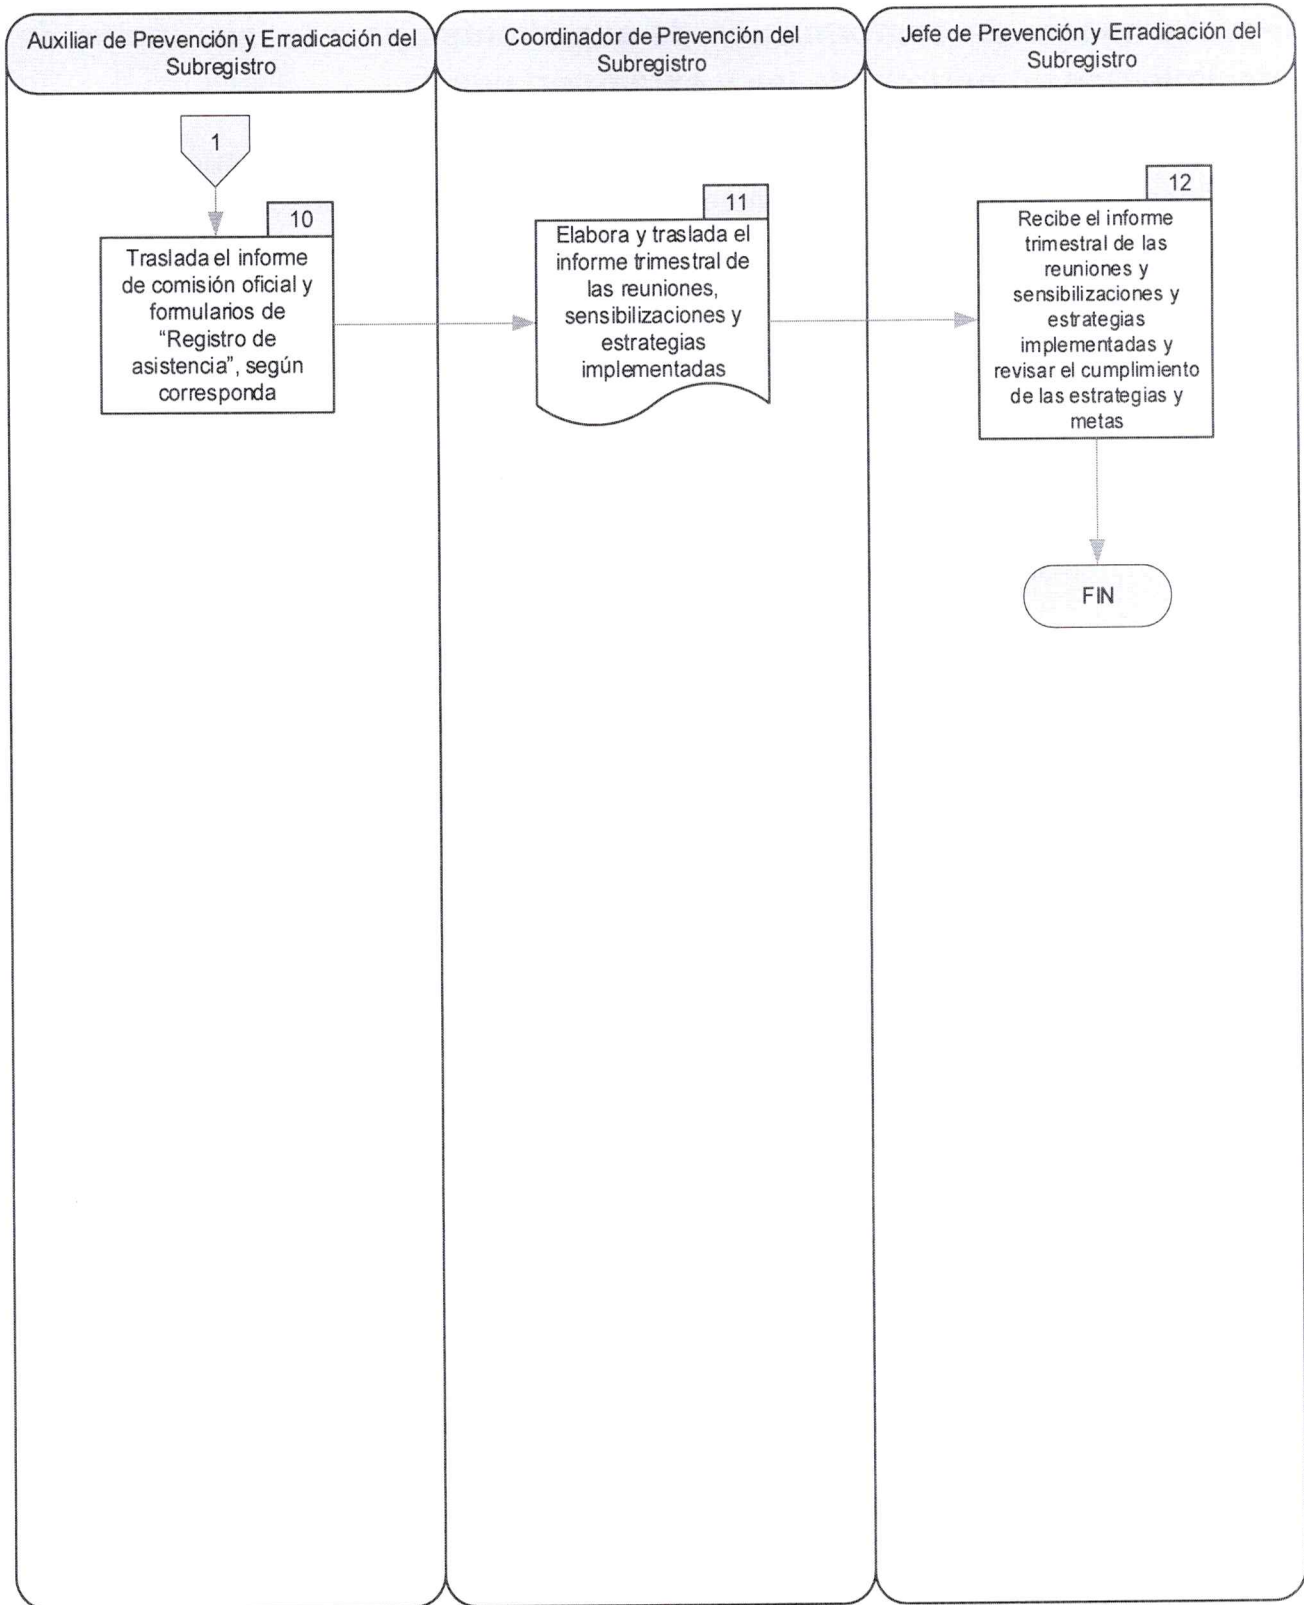 Auxiliar de Prevención y Erradicación del
Subregistro
Coordinador de Prevención del
Subregistro
Jefe de Prevención y Erradicación del
Subregistro
1
10
Traslada el informe
de comisión oficial y
formularios de
“Registro de
asistencia”, según
corresponda
11
Elabora y traslada el
informe trimestral de
las reuniones,
sensibilizaciones y
estrategias
implementadas
12
Recibe el informe
trimestral de las
reuniones y
sensibilizaciones y
estrategias
implementadas y
revisar el cumplimiento
de las estrategias y
metas
FIN